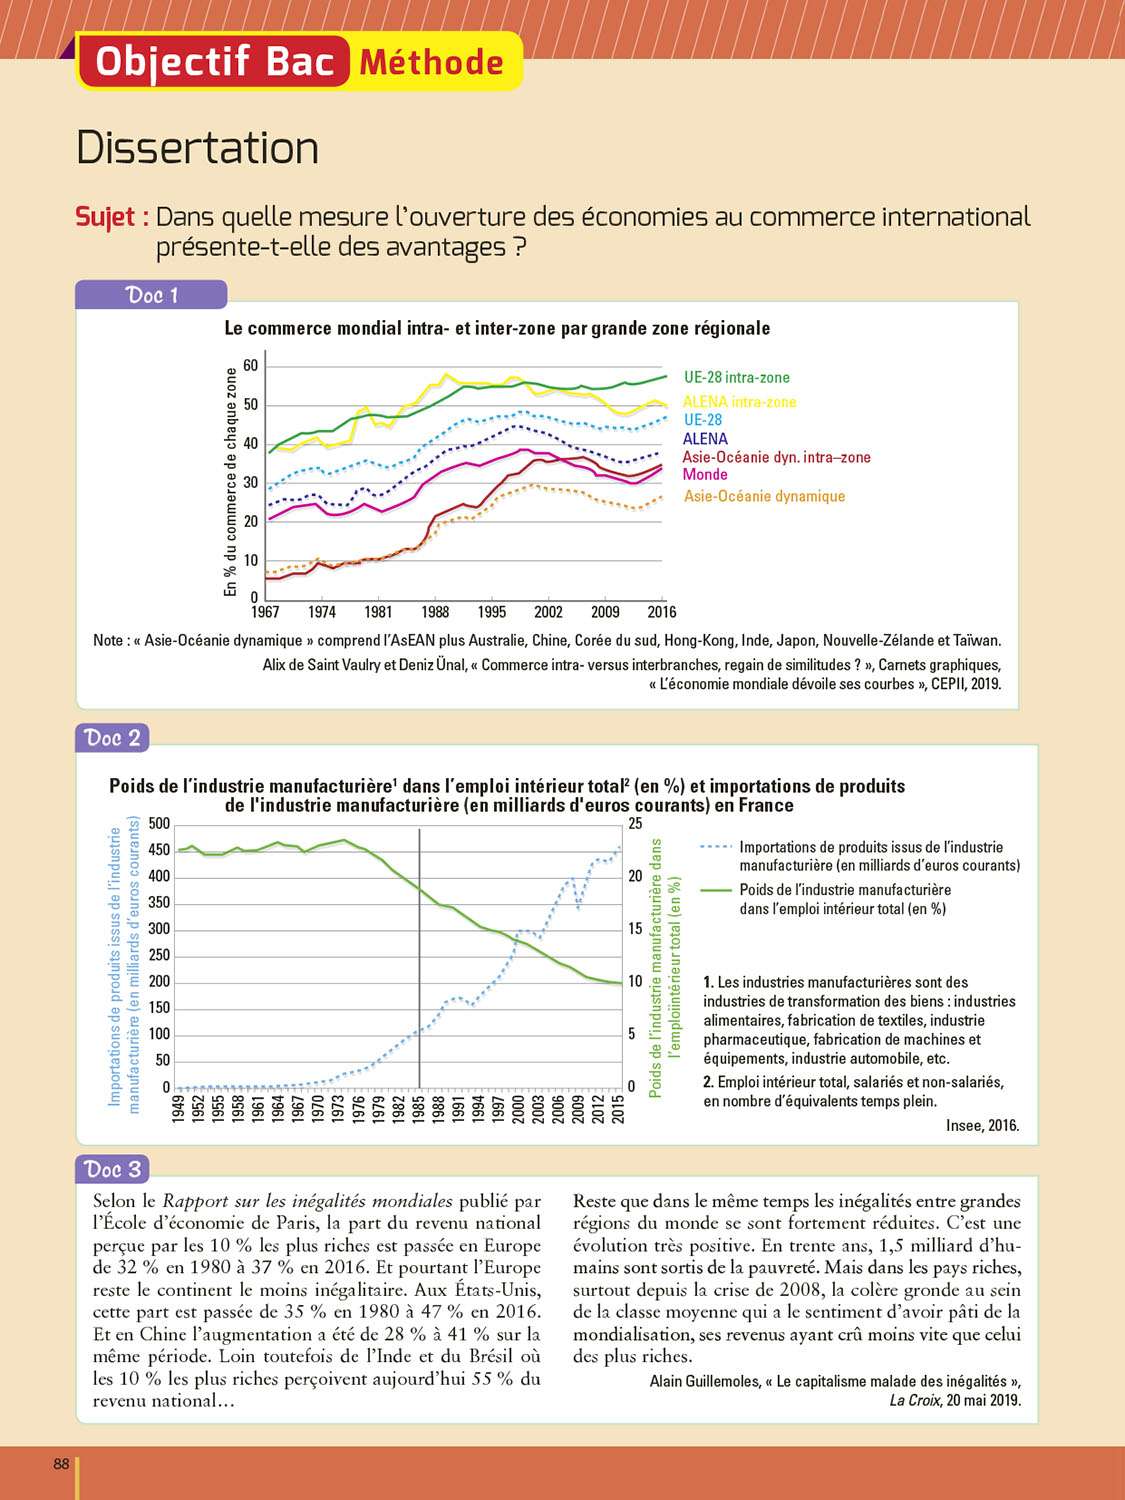 Objectif Bac Méthode
Dissertation
Sujet : Dans quelle mesure l’ouverture des économies au commerce international
présente-t-elle des avantages ?
Doc 1
Le commerce mondial intra- et inter-zone par grande zone régionale
En % du commerce de chaque zone
60
50
40
30
20
10
0
1967 1974 1981 1988 1995 2002 2009 2016
UE-28 intra-zone
ALENA intra-zone
UE-28
ALENA
Asie-Océanie dyn. intra–zone
Monde
Asie-Océanie dynamique
Note : « Asie-Océanie dynamique » comprend l’AsEAN plus Australie, Chine, Corée du sud, Hong-Kong, Inde, Japon, Nouvelle-Zélande et Taïwan.
Alix de Saint Vaulry et Deniz Ünal, « Commerce intra- versus interbranches, regain de similitudes ? », Carnets graphiques,
« L’économie mondiale dévoile ses courbes », CEPII, 2019.
Doc 2
Poids de l’industrie manufacturière1 dans l’emploi intérieur total2 (en %) et importations de produits
de l'industrie manufacturière (en milliards d'euros courants) en France
Importations de produits issus de l’industrie
manufacturière (en milliards d’euros courants)
500
450
400
350
300
250
200
150
100
50
0
25
20
15
10
5
0
Poids de l’industrie manufacturière dans
l’emploiintérieur total (en %)
1949 1952 1955 1958 1961 1964 1967 1970 1973 1976 1979 1982 1985 1988 1991 1994 1997 2000 2003 2006 2009 2012 2015
Importations de produits issus de l’industrie
manufacturière (en milliards d’euros courants)
Poids de l’industrie manufacturière
dans l’emploi intérieur total (en %)
1. Les industries manufacturières sont des
industries de transformation des biens : industries
alimentaires, fabrication de textiles, industrie
pharmaceutique, fabrication de machines et
équipements, industrie automobile, etc.
2. Emploi intérieur total, salariés et non-salariés,
en nombre d’équivalents temps plein.
Insee, 2016.
Doc 3
Selon le Rapport sur les inégalités mondiales publié par
l’École d’économie de Paris, la part du revenu national
perçue par les 10 % les plus riches est passée en Europe
de 32 % en 1980 à 37 % en 2016. Et pourtant l’Europe
reste le continent le moins inégalitaire. Aux États-Unis,
cette part est passée de 35 % en 1980 à 47 % en 2016.
Et en Chine l’augmentation a été de 28 % à 41 % sur la
même période. Loin toutefois de l’Inde et du Brésil où
les 10 % les plus riches perçoivent aujourd’hui 55 % du
revenu national…
Reste que dans le même temps les inégalités entre grandes
régions du monde se sont fortement réduites. C’est une
évolution très positive. En trente ans, 1,5 milliard d’hu-
mains sont sortis de la pauvreté. Mais dans les pays riches,
surtout depuis la crise de 2008, la colère gronde au sein
de la classe moyenne qui a le sentiment d’avoir pâti de la
mondialisation, ses revenus ayant crû moins vite que celui
des plus riches.
Alain Guillemoles, « Le capitalisme malade des inégalités »,
La Croix, 20 mai 2019.
88